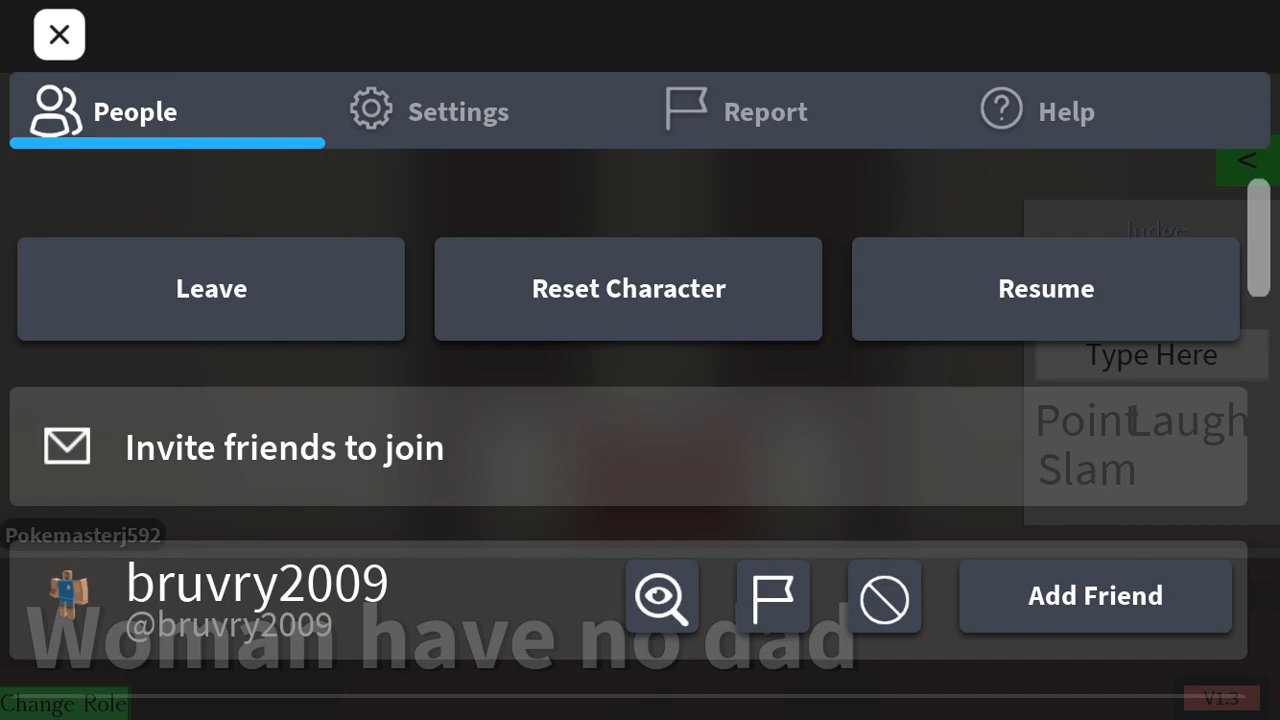 People
Settings
Report
Help
<
Judge
Leave
Reset Character
Resume
Type Here
Point
Laugh
Slam
Invite friends to join
Pokemasterj592
bruvry2009
@bruvry2009
Add Friend
Woman have no dad
Change Role
V1.3